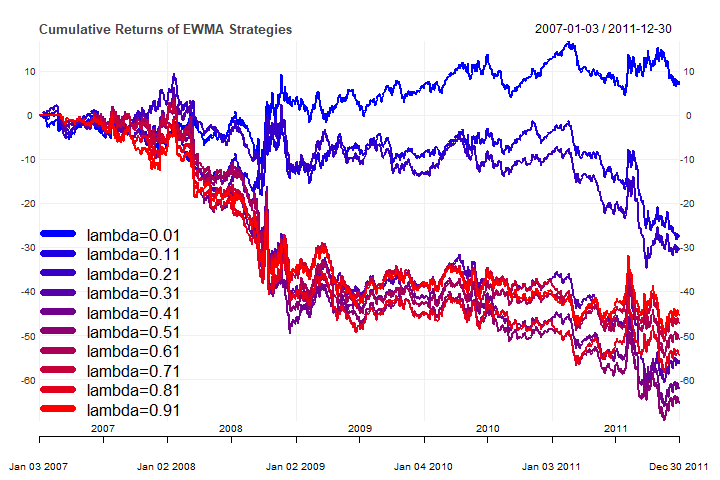 Cumulative Returns of EWMA Strategies
2007-01-03 / 2011-12-30
10 10
0 0
-10 -10
-20 -20
-30 -30
-40 -40
-50 -50
-60 -60
lambda=0.01
lambda=0.11
lambda=0.21
lambda=0.31
lambda=0.41
lambda=0.51
lambda=0.61
lambda=0.71
lambda=0.81
lambda=0.91
2007 2008 2009 2010 2011
Jan 03 2007 Jan 02 2008 Jan 02 2009 Jan 04 2010 Jan 03 2011 Dec 30 2011